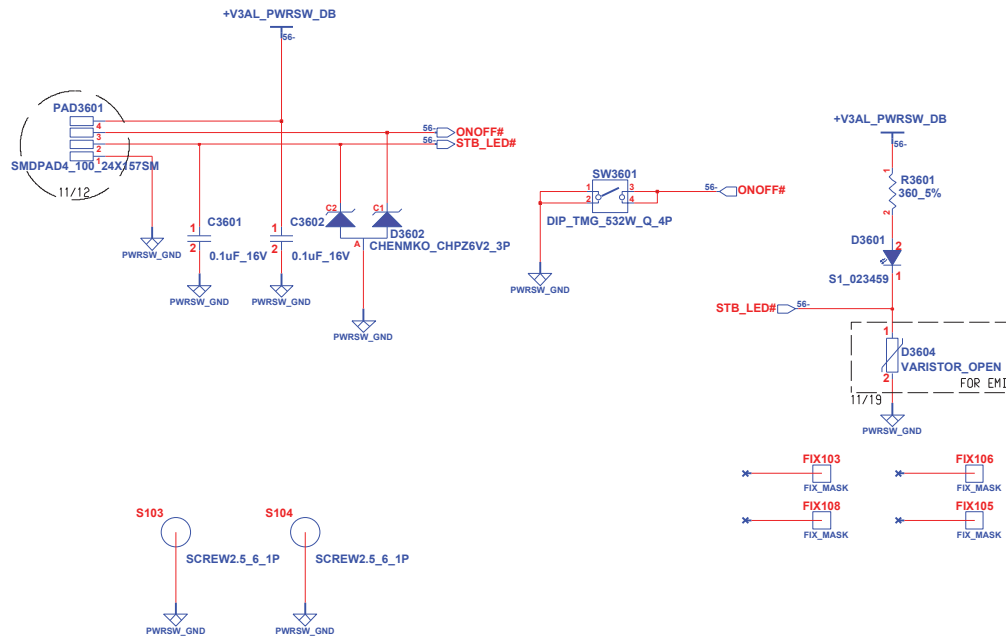 +V3AL_PWRSW_DB
56-
PAD3601
4
3
2
1
SMDPAD4_100_24X157SM
11/12
56-
ONOFF#
56-
STB_LED#
PWRSW_GND
C3601
1
2
0.1uF_16V
PWRSW_GND
C3602
1
2
0.1uF_16V
PWRSW_GND
C2
C1
A
D3602
CHENMKO_CHPZ6V2_3P
PWRSW_GND
SW3601
1
2
3
4
DIP_TMG_532W_Q_4P
56-
ONOFF#
PWRSW_GND
+V3AL_PWRSW_DB
56-
1
R3601
360_5%
2
D3601
2
1
S1_023459
STB_LED#
56-
1
D3604
VARISTOR_OPEN
2
FOR EMI
11/19
PWRSW_GND
FIX103
FIX_MASK
FIX106
FIX_MASK
FIX108
FIX_MASK
FIX105
FIX_MASK
S103
SCREW2.5_6_1P
PWRSW_GND
S104
SCREW2.5_6_1P
PWRSW_GND